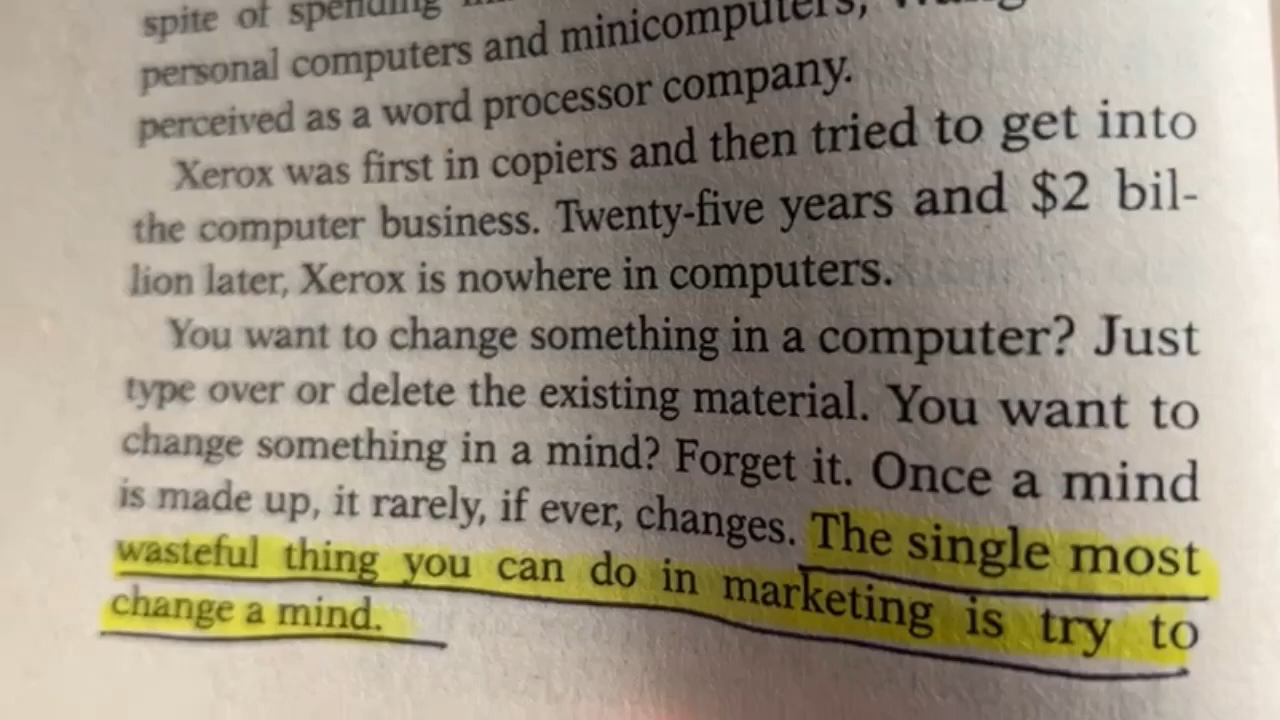 spite of spending
personal computers and minicomputers,
perceived as a word processor company.
Xerox was first in copiers and then tried to get into
the computer business. Twenty-five years and $2 bil-
lion later, Xerox is nowhere in computers.
You want to change something in a computer? Just
type over or delete the existing material. You want to
change something in a mind? Forget it. Once a mind
is made up, it rarely, if ever, changes. The single most
wasteful thing you can do in marketing is try to
change a mind.